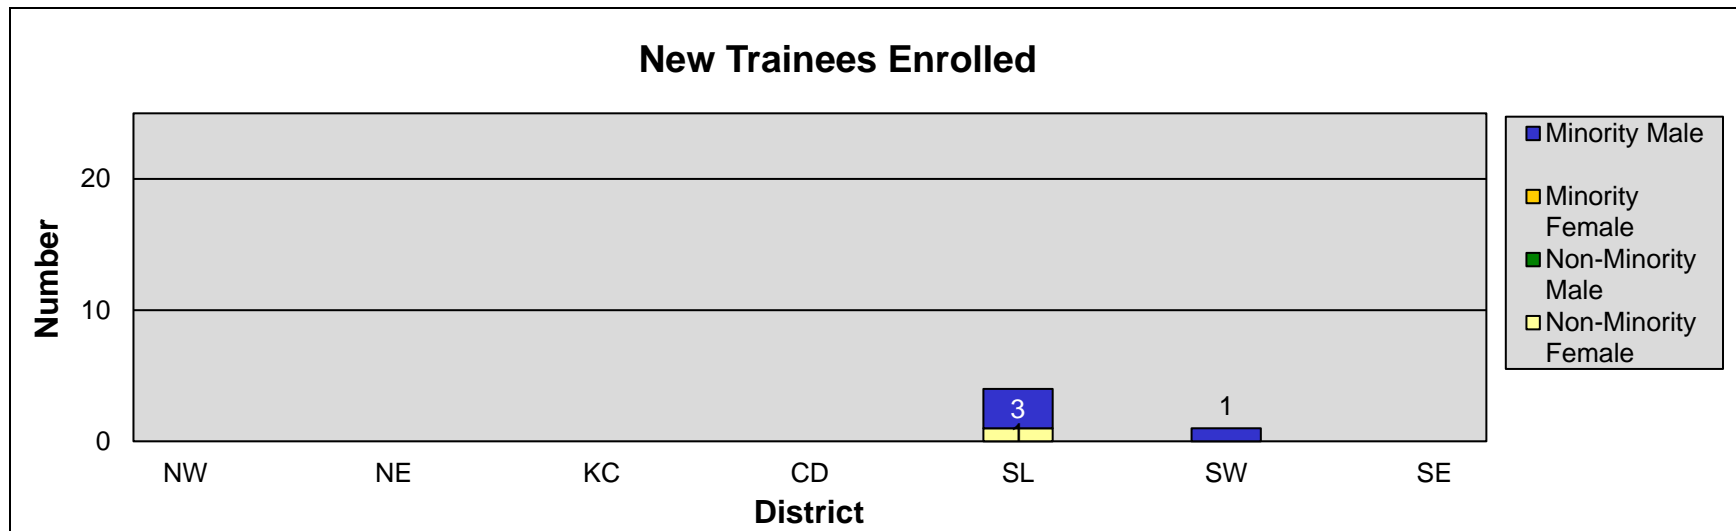 New Trainees Enrolled
Number
20
10
0
3
1
1
NW NE KC CD SL SW SE
District
Minority Male
Minority
Female
Non-Minority
Male
Non-Minority
Female